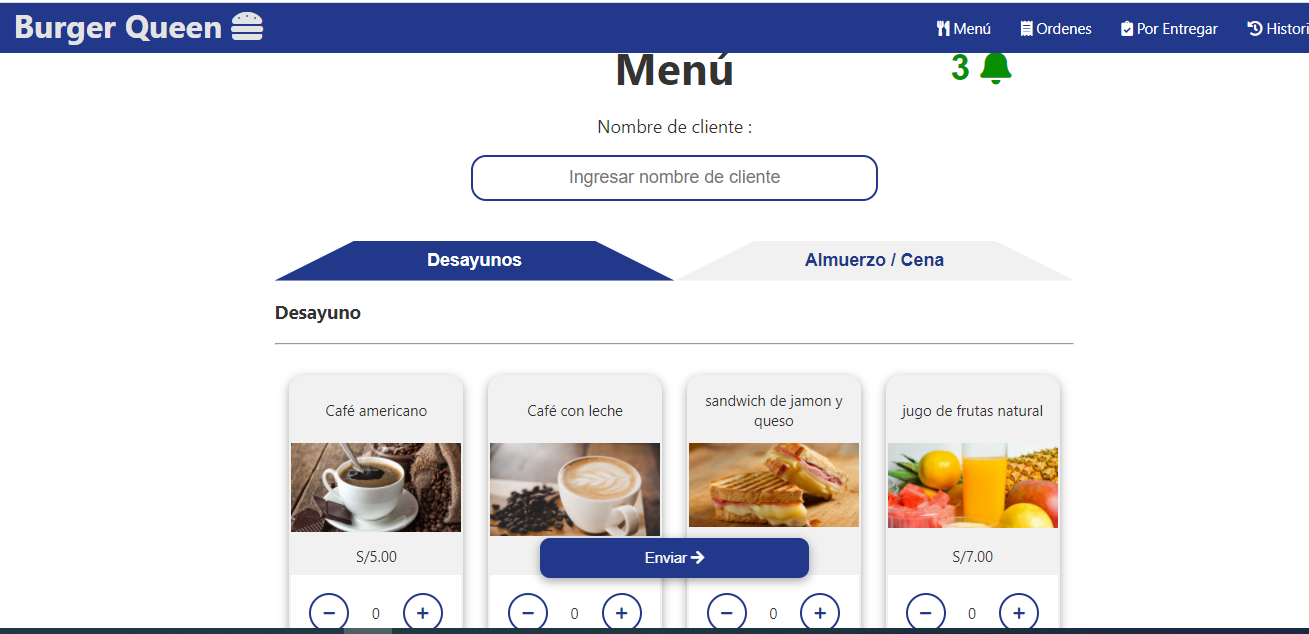 Burger Queen
Menú
Ordenes
Por Entregar
Histori
Menú
3
Nombre de cliente :
Ingresar nombre de cliente
Desayunos
Almuerzo / Cena
Desayuno
Café americano
Café con leche
sandwich de jamon y
queso
jugo de frutas natural
S/5.00
Enviar
S/7.00
− 0 +
− 0 +
− 0 +
− 0 +